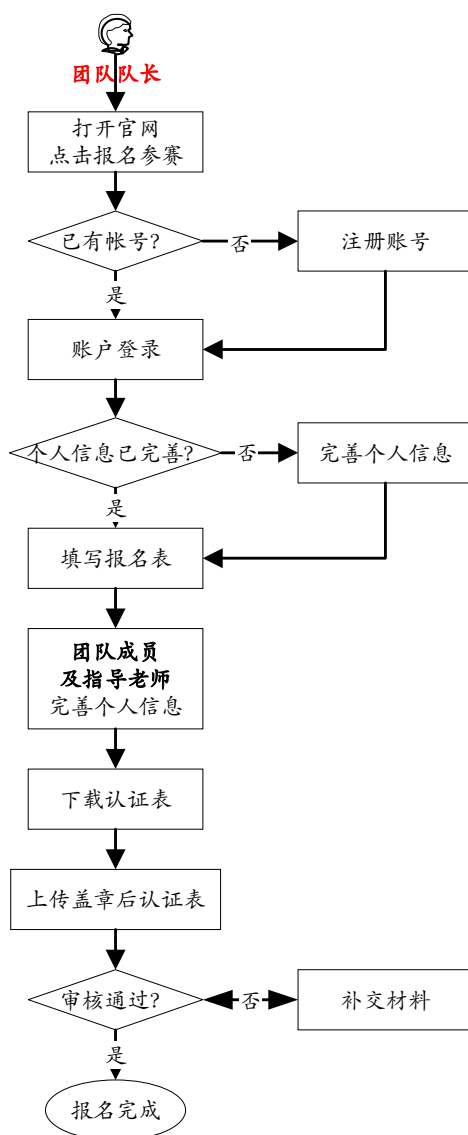 团队队长
打开官网
点击报名参赛
已有帐号?
否
注册账号
是
账户登录
个人信息已完善?
否
完善个人信息
是
填写报名表
团队成员
及指导老师
完善个人信息
下载认证表
上传盖章后认证表
审核通过?
否
补交材料
是
报名完成